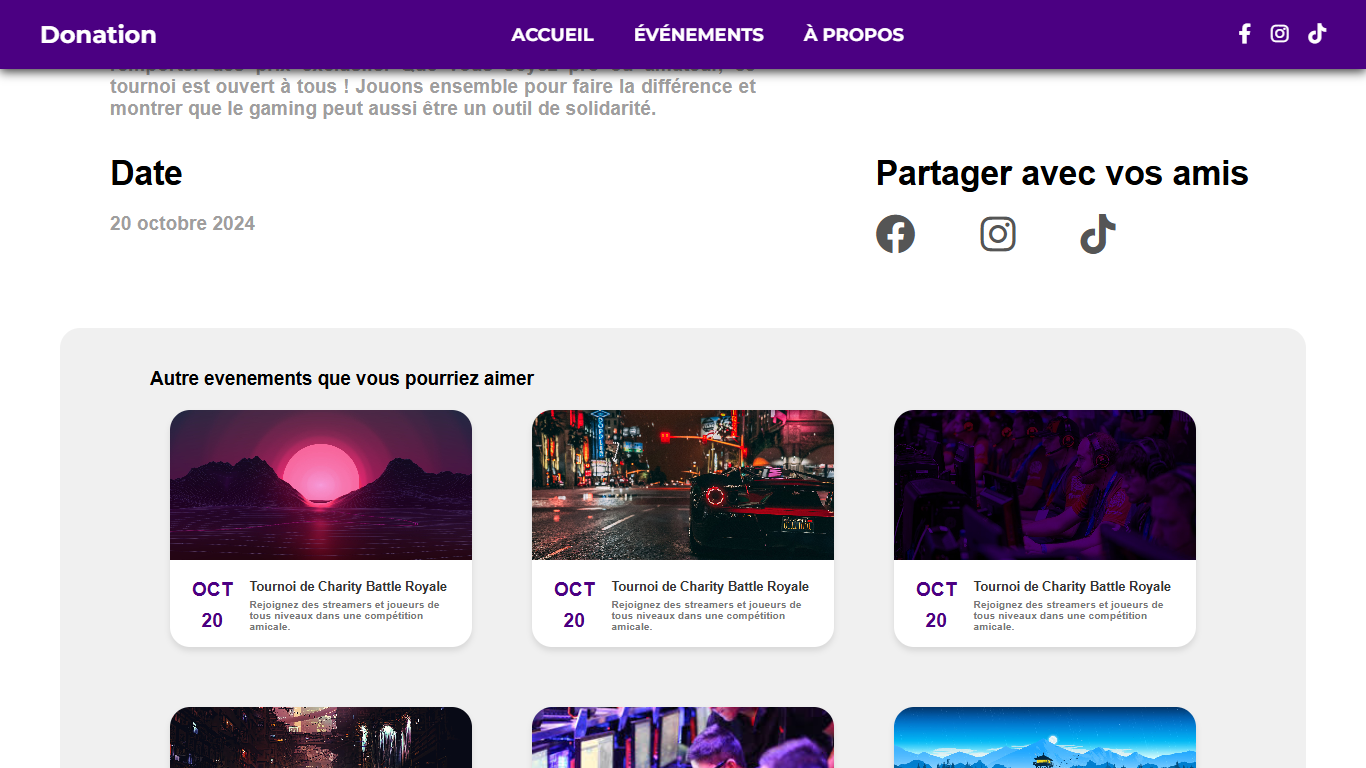 Donation
ACCUEIL ÉVÉNEMENTS À PROPOS
tournoi est ouvert à tous ! Jouons ensemble pour faire la différence et
montrer que le gaming peut aussi être un outil de solidarité.
Date
20 octobre 2024
Partager avec vos amis
Autre evenements que vous pourriez aimer
OCT
20
Tournoi de Charity Battle Royale
Rejoignez des streamers et joueurs de
tous niveaux dans une compétition
amicale.
OCT
20
Tournoi de Charity Battle Royale
Rejoignez des streamers et joueurs de
tous niveaux dans une compétition
amicale.
OCT
20
Tournoi de Charity Battle Royale
Rejoignez des streamers et joueurs de
tous niveaux dans une compétition
amicale.